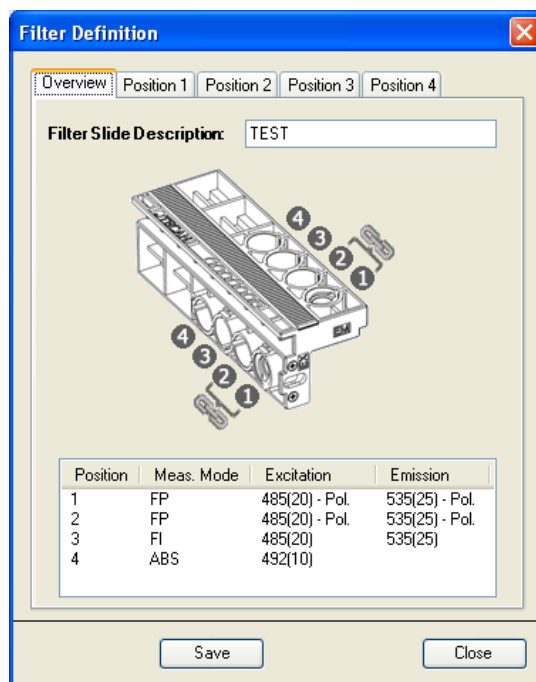 Filter Definition
Overview Position 1 Position 2 Position 3 Position 4
Filter Slide Description: TEST
4
3
2
1
EM
4
3
2
1
Position Meas. Mode Excitation Emission
1 FP 485(20) - Pol. 535(25) - Pol.
2 FP 485(20) - Pol. 535(25) - Pol.
3 FI 485(20) 535(25)
4 ABS 492(10)
Save Close